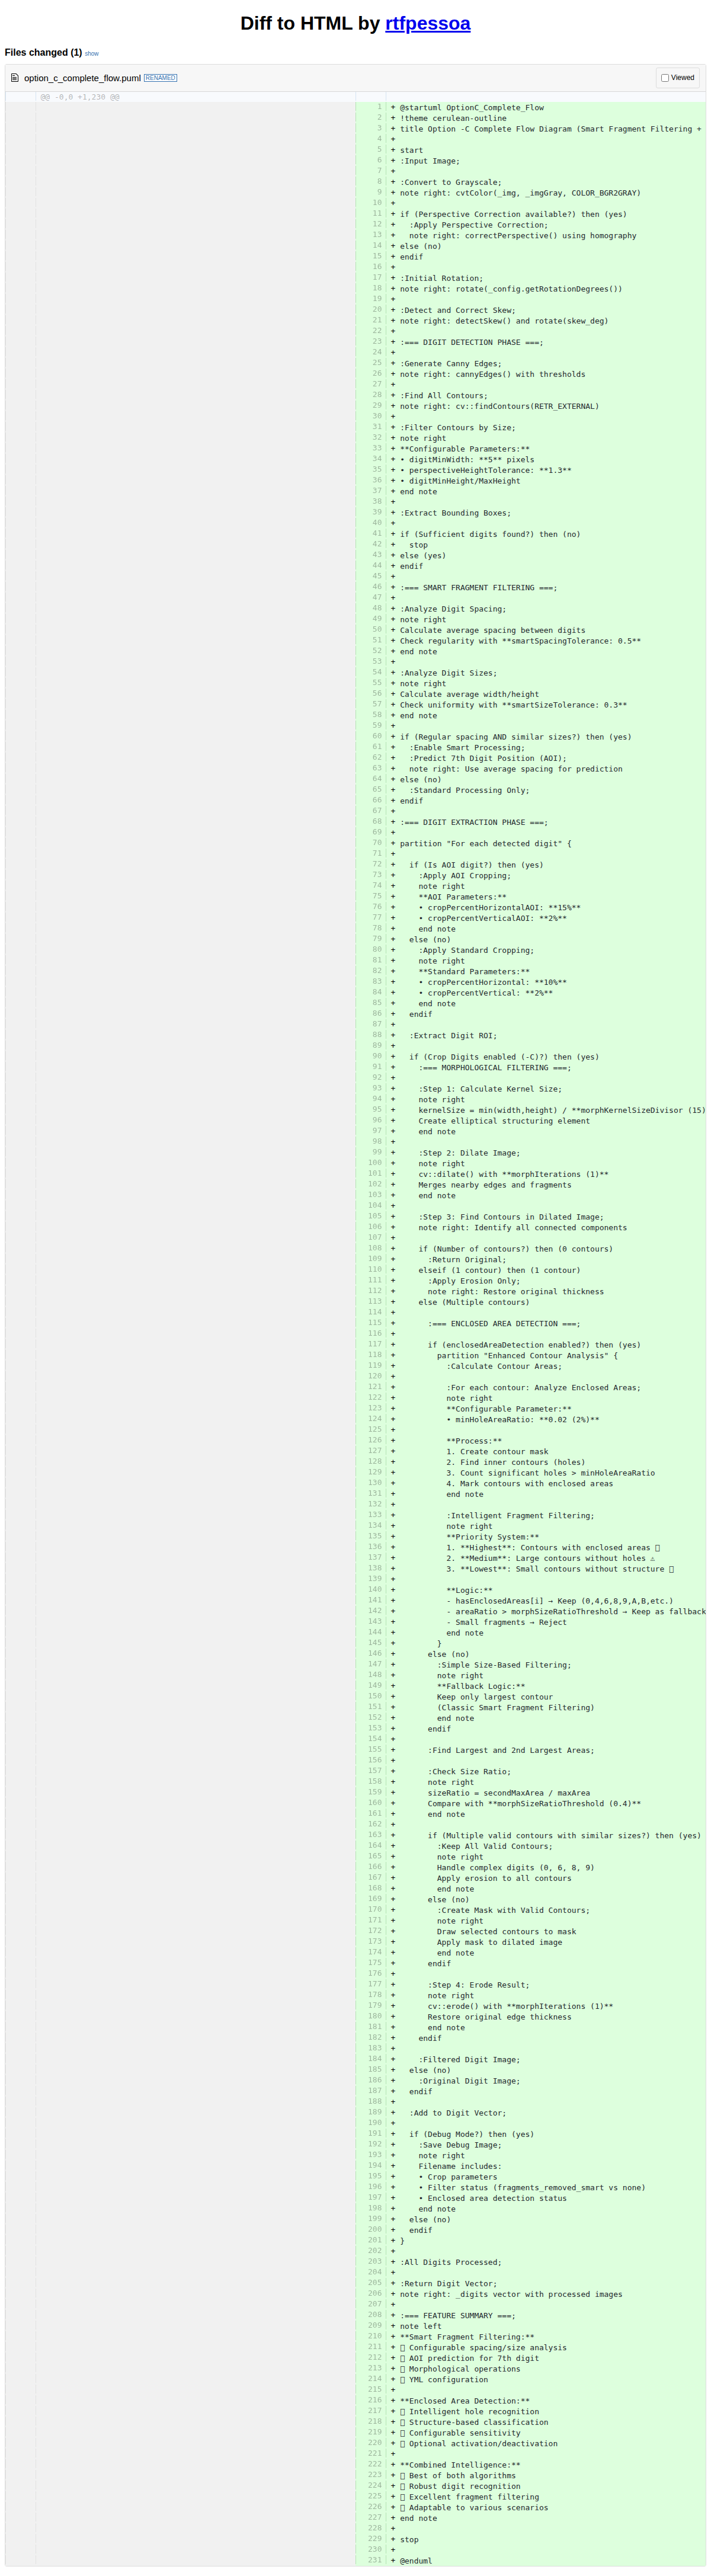 Diff to HTML by rtfpessoa
Files changed (1) show
option_c_complete_flow.puml RENAMED Viewed
@@ -0,0 +1,230 @@
1 + @startuml OptionC_Complete_Flow
2 + !theme cerulean-outline
3 + title Option -C Complete Flow Diagram (Smart Fragment Filtering +
4 +
5 + start
6 + :Input Image;
7 +
8 + :Convert to Grayscale;
9 + note right: cvtColor(_img, _imgGray, COLOR_BGR2GRAY)
10 +
11 + if (Perspective Correction available?) then (yes)
12 +   :Apply Perspective Correction;
13 +   note right: correctPerspective() using homography
14 + else (no)
15 + endif
16 +
17 + :Initial Rotation;
18 + note right: rotate(_config.getRotationDegrees())
19 +
20 + :Detect and Correct Skew;
21 + note right: detectSkew() and rotate(skew_deg)
22 +
23 + :=== DIGIT DETECTION PHASE ===;
24 +
25 + :Generate Canny Edges;
26 + note right: cannyEdges() with thresholds
27 +
28 + :Find All Contours;
29 + note right: cv::findContours(RETR_EXTERNAL)
30 +
31 + :Filter Contours by Size;
32 + note right
33 + **Configurable Parameters:**
34 + • digitMinWidth: **5** pixels
35 + • perspectiveHeightTolerance: **1.3**
36 + • digitMinHeight/MaxHeight
37 + end note
38 +
39 + :Extract Bounding Boxes;
40 +
41 + if (Sufficient digits found?) then (no)
42 +   stop
43 + else (yes)
44 + endif
45 +
46 + :=== SMART FRAGMENT FILTERING ===;
47 +
48 + :Analyze Digit Spacing;
49 + note right
50 + Calculate average spacing between digits
51 + Check regularity with **smartSpacingTolerance: 0.5**
52 + end note
53 +
54 + :Analyze Digit Sizes;
55 + note right
56 + Calculate average width/height
57 + Check uniformity with **smartSizeTolerance: 0.3**
58 + end note
59 +
60 + if (Regular spacing AND similar sizes?) then (yes)
61 +   :Enable Smart Processing;
62 +   :Predict 7th Digit Position (AOI);
63 +   note right: Use average spacing for prediction
64 + else (no)
65 +   :Standard Processing Only;
66 + endif
67 +
68 + :=== DIGIT EXTRACTION PHASE ===;
69 +
70 + partition "For each detected digit" {
71 +
72 +   if (Is AOI digit?) then (yes)
73 +     :Apply AOI Cropping;
74 +     note right
75 +     **AOI Parameters:**
76 +     • cropPercentHorizontalAOI: **15%**
77 +     • cropPercentVerticalAOI: **2%**
78 +     end note
79 +   else (no)
80 +     :Apply Standard Cropping;
81 +     note right
82 +     **Standard Parameters:**
83 +     • cropPercentHorizontal: **10%**
84 +     • cropPercentVertical: **2%**
85 +     end note
86 +   endif
87 +
88 +   :Extract Digit ROI;
89 +
90 +   if (Crop Digits enabled (-C)?) then (yes)
91 +     :=== MORPHOLOGICAL FILTERING ===;
92 +
93 +     :Step 1: Calculate Kernel Size;
94 +     note right
95 +     kernelSize = min(width,height) / **morphKernelSizeDivisor (15)
96 +     Create elliptical structuring element
97 +     end note
98 +
99 +     :Step 2: Dilate Image;
100 +     note right
101 +     cv::dilate() with **morphIterations (1)**
102 +     Merges nearby edges and fragments
103 +     end note
104 +
105 +     :Step 3: Find Contours in Dilated Image;
106 +     note right: Identify all connected components
107 +
108 +     if (Number of contours?) then (0 contours)
109 +       :Return Original;
110 +     elseif (1 contour) then (1 contour)
111 +       :Apply Erosion Only;
112 +       note right: Restore original thickness
113 +     else (Multiple contours)
114 +
115 +       :=== ENCLOSED AREA DETECTION ===;
116 +
117 +       if (enclosedAreaDetection enabled?) then (yes)
118 +         partition "Enhanced Contour Analysis" {
119 +           :Calculate Contour Areas;
120 +
121 +           :For each contour: Analyze Enclosed Areas;
122 +           note right
123 +           **Configurable Parameter:**
124 +           • minHoleAreaRatio: **0.02 (2%)**
125 +
126 +           **Process:**
127 +           1. Create contour mask
128 +           2. Find inner contours (holes)
129 +           3. Count significant holes > minHoleAreaRatio
130 +           4. Mark contours with enclosed areas
131 +           end note
132 +
133 +           :Intelligent Fragment Filtering;
134 +           note right
135 +           **Priority System:**
136 +           1. **Highest**: Contours with enclosed areas
137 +           2. **Medium**: Large contours without holes ⚠
138 +           3. **Lowest**: Small contours without structure
139 +
140 +           **Logic:**
141 +           - hasEnclosedAreas[i] → Keep (0,4,6,8,9,A,B,etc.)
142 +           - areaRatio > morphSizeRatioThreshold → Keep as fallback
143 +           - Small fragments → Reject
144 +           end note
145 +         }
146 +       else (no)
147 +         :Simple Size-Based Filtering;
148 +         note right
149 +         **Fallback Logic:**
150 +         Keep only largest contour
151 +         (Classic Smart Fragment Filtering)
152 +         end note
153 +       endif
154 +
155 +       :Find Largest and 2nd Largest Areas;
156 +
157 +       :Check Size Ratio;
158 +       note right
159 +       sizeRatio = secondMaxArea / maxArea
160 +       Compare with **morphSizeRatioThreshold (0.4)**
161 +       end note
162 +
163 +       if (Multiple valid contours with similar sizes?) then (yes)
164 +         :Keep All Valid Contours;
165 +         note right
166 +         Handle complex digits (0, 6, 8, 9)
167 +         Apply erosion to all contours
168 +         end note
169 +       else (no)
170 +         :Create Mask with Valid Contours;
171 +         note right
172 +         Draw selected contours to mask
173 +         Apply mask to dilated image
174 +         end note
175 +       endif
176 +
177 +       :Step 4: Erode Result;
178 +       note right
179 +       cv::erode() with **morphIterations (1)**
180 +       Restore original edge thickness
181 +       end note
182 +     endif
183 +
184 +     :Filtered Digit Image;
185 +   else (no)
186 +     :Original Digit Image;
187 +   endif
188 +
189 +   :Add to Digit Vector;
190 +
191 +   if (Debug Mode?) then (yes)
192 +     :Save Debug Image;
193 +     note right
194 +     Filename includes:
195 +     • Crop parameters
196 +     • Filter status (fragments_removed_smart vs none)
197 +     • Enclosed area detection status
198 +     end note
199 +   else (no)
200 +   endif
201 + }
202 +
203 + :All Digits Processed;
204 +
205 + :Return Digit Vector;
206 + note right: _digits vector with processed images
207 +
208 + :=== FEATURE SUMMARY ===;
209 + note left
210 + **Smart Fragment Filtering:**
211 + Configurable spacing/size analysis
212 + AOI prediction for 7th digit
213 + Morphological operations
214 + YML configuration
215 +
216 + **Enclosed Area Detection:**
217 + Intelligent hole recognition
218 + Structure-based classification
219 + Configurable sensitivity
220 + Optional activation/deactivation
221 +
222 + **Combined Intelligence:**
223 + Best of both algorithms
224 + Robust digit recognition
225 + Excellent fragment filtering
226 + Adaptable to various scenarios
227 + end note
228 +
229 + stop
230 +
231 + @enduml